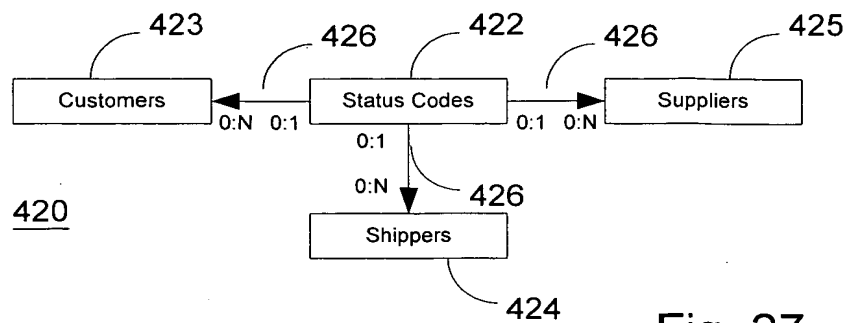 423 426 422 426 425
Customers Status Codes Suppliers
0:N 0:1 0:1 0:N
0:1
0:N 426
420
Shippers
424